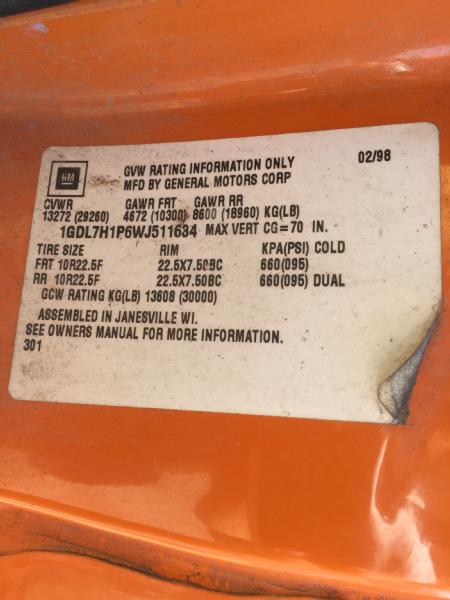 GM
GVW RATING INFORMATION ONLY 02/98
MFD BY GENERAL MOTORS CORP
GVWR GAWR FRT GAWR RR
13272 (29260) 4672 (10300) 8600 (18960) KG(LB)
1GDL7H1P6WJ511634 MAX VERT CG=70 IN.
TIRE SIZE RIM KPA(PSI) COLD
FRT 10R22.5F 22.5X7.50BC 660(095)
RR 10R22.5F 22.5X7.50BC 660(095) DUAL
GCW RATING KG(LB) 13608 (30000)
ASSEMBLED IN JANESVILLE WI.
SEE OWNERS MANUAL FOR MORE INFORMATION.
301